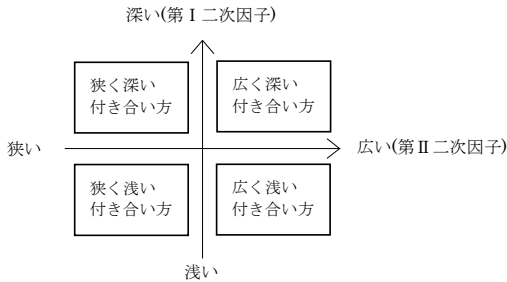 深い(第Ⅰ二次因子)
狭く深い
付き合い方
広く深い
付き合い方
狭い
広い(第Ⅱ二次因子)
狭く浅い
付き合い方
広く浅い
付き合い方
浅い